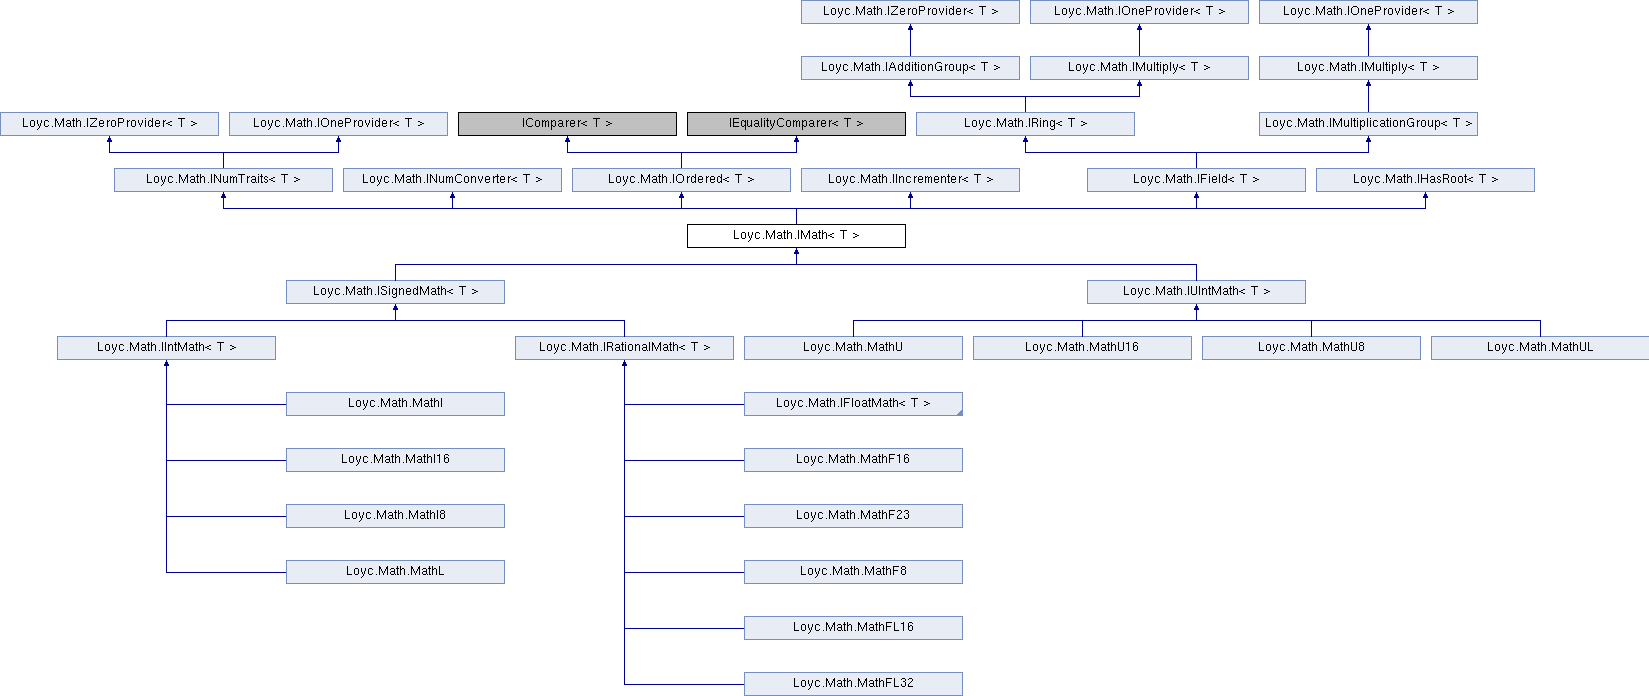 Loyc.Math.IZeroProvider< T >
Loyc.Math.IOneProvider< T >
Loyc.Math.IOneProvider< T >
Loyc.Math.IAdditionGroup< T >
Loyc.Math.IMultiply< T >
Loyc.Math.IMultiply< T >
Loyc.Math.IZeroProvider< T >
Loyc.Math.IOneProvider< T >
IComparer< T >
IEqualityComparer< T >
Loyc.Math.IRing< T >
Loyc.Math.IMultiplicationGroup< T >
Loyc.Math.INumTraits< T >
Loyc.Math.INumConverter< T >
Loyc.Math.IOrdered< T >
Loyc.Math.IIncrementer< T >
Loyc.Math.IField< T >
Loyc.Math.IHasRoot< T >
Loyc.Math.IMath< T >
Loyc.Math.ISignedMath< T >
Loyc.Math.IUIntMath< T >
Loyc.Math.IIntMath< T >
Loyc.Math.IRationalMath< T >
Loyc.Math.MathU
Loyc.Math.MathU16
Loyc.Math.MathU8
Loyc.Math.MathUL
Loyc.Math.MathI
Loyc.Math.IFloatMath< T >
Loyc.Math.MathI16
Loyc.Math.MathF16
Loyc.Math.MathI8
Loyc.Math.MathF23
Loyc.Math.MathL
Loyc.Math.MathF8
Loyc.Math.MathFL16
Loyc.Math.MathFL32